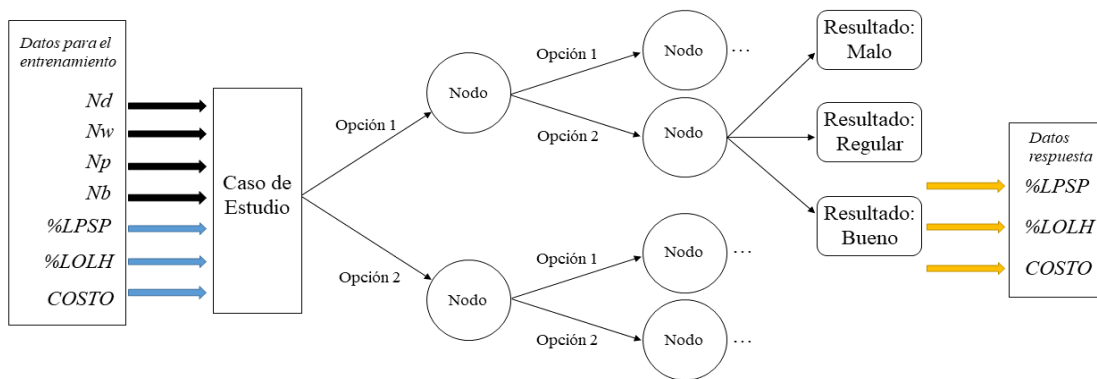 Datos para el
entrenamiento
Nd
Nw
Np
Nb
%LPSP
%LOLH
COSTO
Caso de
Estudio
Opción 1
Opción 2
Nodo
Opción 1
Opción 2
Nodo
...
Nodo
Nodo
Opción 1
Opción 2
Nodo
...
Nodo
...
Resultado:
Malo
Resultado:
Regular
Resultado:
Bueno
Datos
respuesta
%LPSP
%LOLH
COSTO